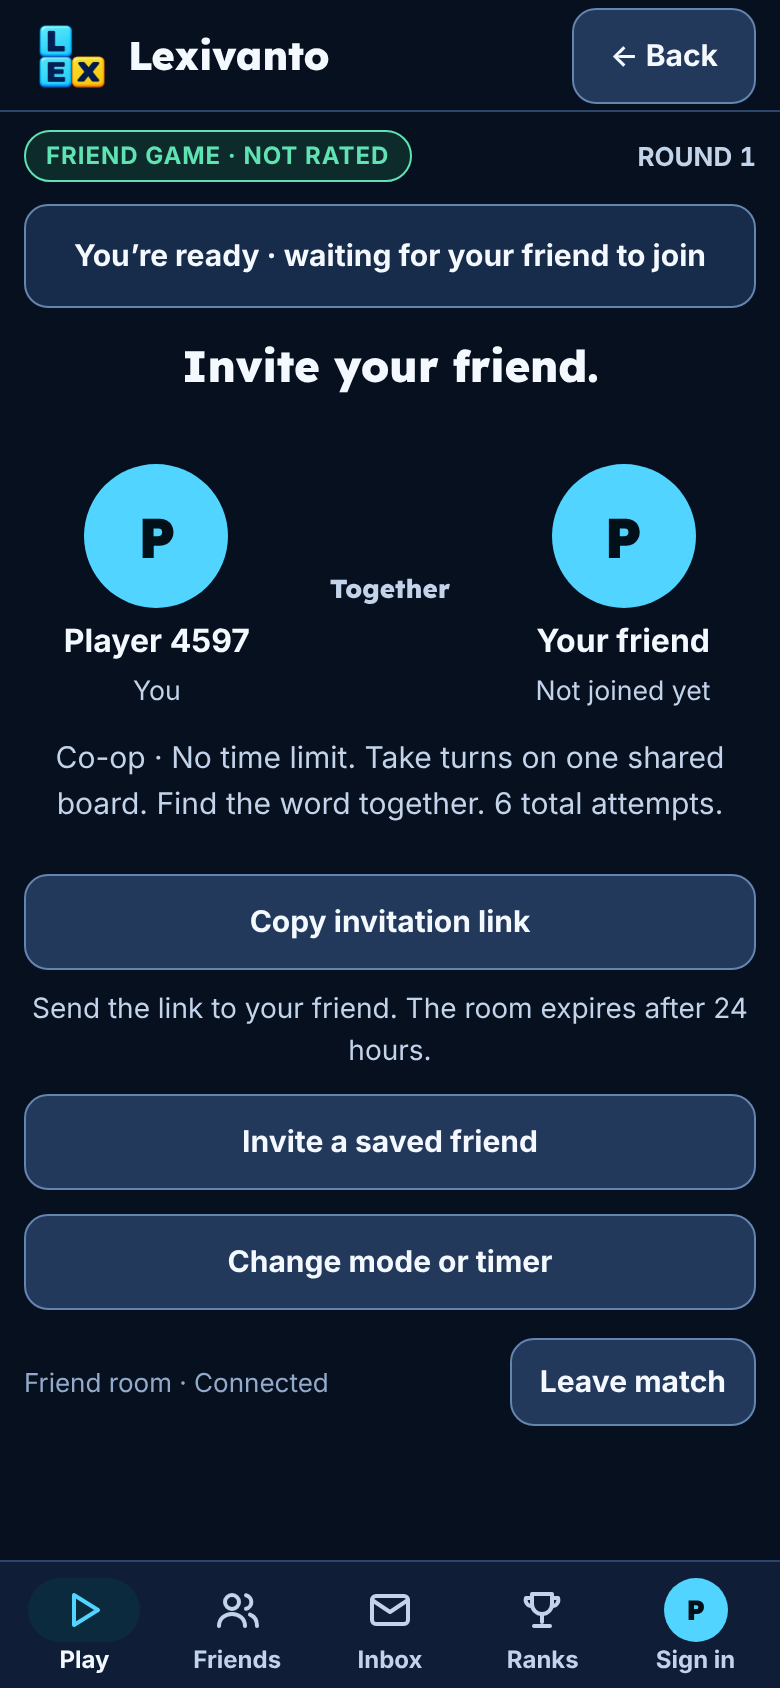 LEX
Lexivanto
← Back
FRIEND GAME · NOT RATED
ROUND 1
You’re ready · waiting for your friend to join
Invite your friend.
P
P
Together
Player 4597
Your friend
You
Not joined yet
Co-op · No time limit. Take turns on one shared
board. Find the word together. 6 total attempts.
Copy invitation link
Send the link to your friend. The room expires after 24
hours.
Invite a saved friend
Change mode or timer
Friend room · Connected
Leave match
P
Play
Friends
Inbox
Ranks
Sign in